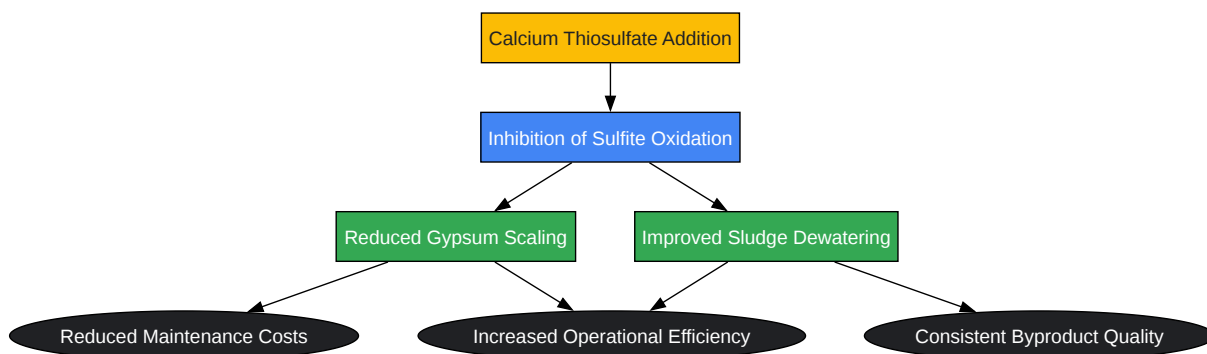 Calcium Thiosulfate Addition
Inhibition of Sulfite Oxidation
Reduced Gypsum Scaling
Improved Sludge Dewatering
Reduced Maintenance Costs
Increased Operational Efficiency
Consistent Byproduct Quality